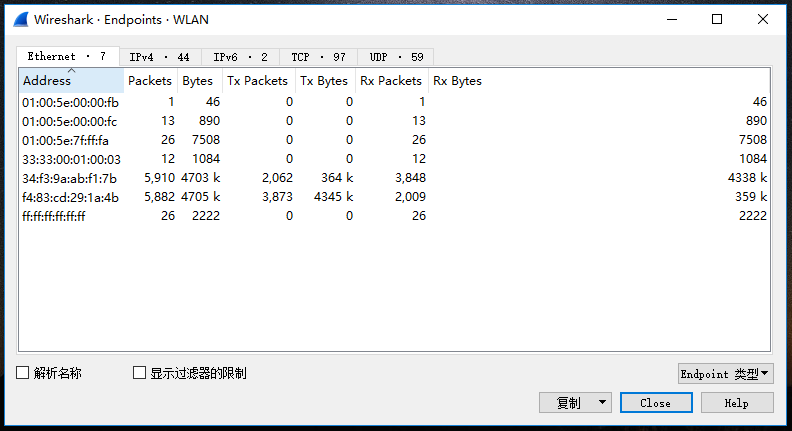 Wireshark · Endpoints · WLAN
Ethernet · 7 IPv4 · 44 IPv6 · 2 TCP · 97 UDP · 59
Address Packets Bytes Tx Packets Tx Bytes Rx Packets Rx Bytes
01:00:5e:00:00:fb 1 46 0 0 1 46
01:00:5e:00:00:fc 13 890 0 0 13 890
01:00:5e:7f:ff:fa 26 7508 0 0 26 7508
33:33:00:01:00:03 12 1084 0 0 12 1084
34:f3:9a:ab:f1:7b 5,910 4703 k 2,062 364 k 3,848 4338 k
f4:83:cd:29:1a:4b 5,882 4705 k 3,873 4345 k 2,009 359 k
ff:ff:ff:ff:ff:ff 26 2222 0 0 26 2222
解析名称 显示过滤器的限制 Endpoint 类型
复制 Close Help